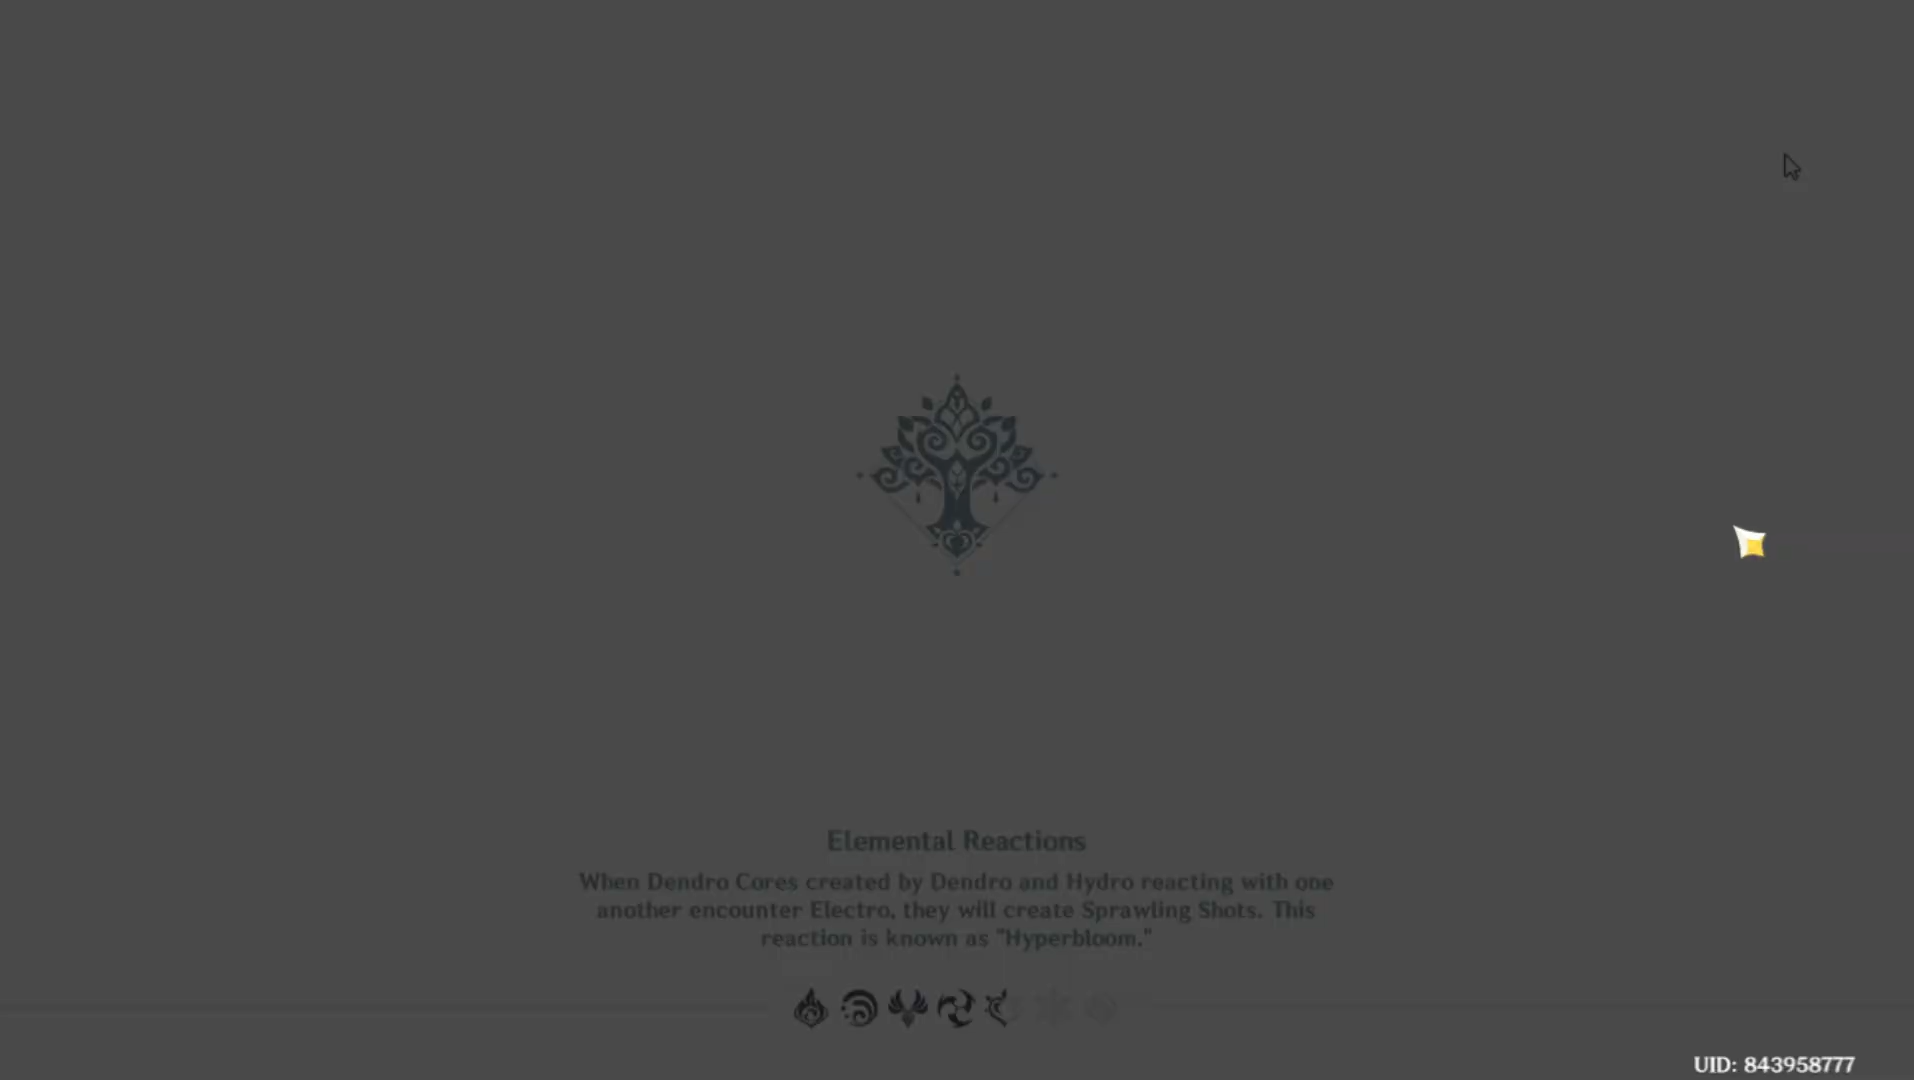 Elemental Reactions
When Dendro Cores created by Dendro and Hydro reacting with one
another encounter Electro, they will create Sprawling Shots. This
reaction is known as "Hyperbloom."
UID: 843958777